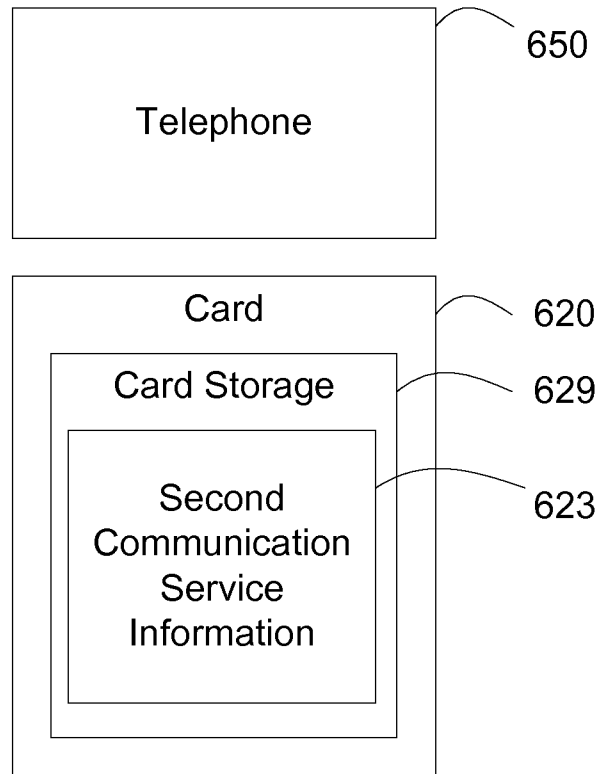 Telephone
650
Card
620
Card Storage
629
Second
Communication
Service
Information
623